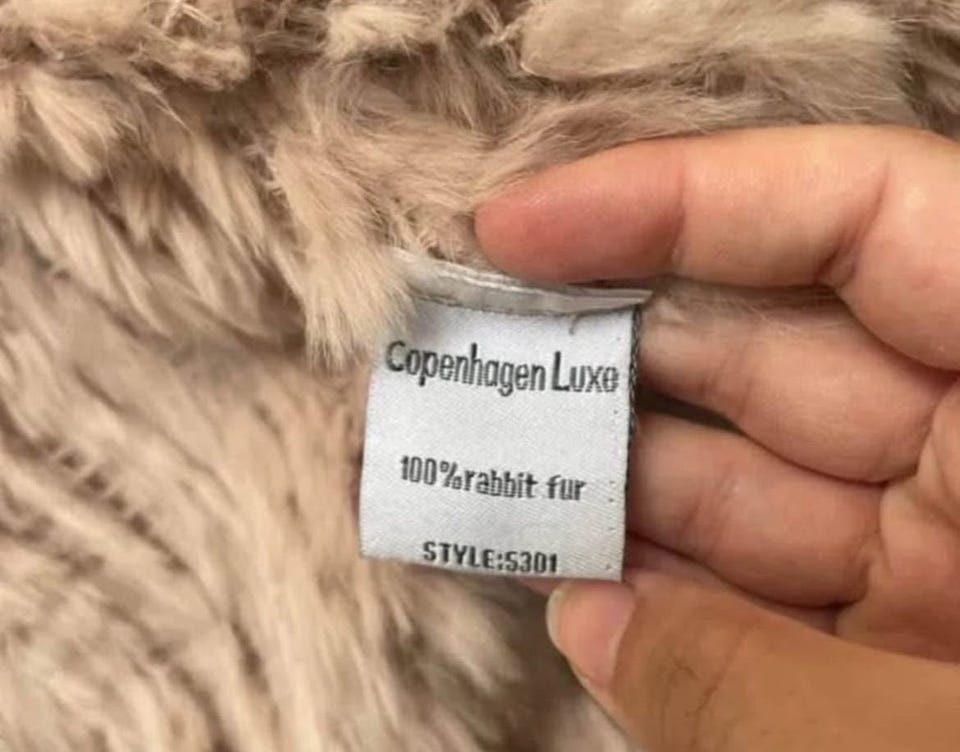 Copenhagen Luxe
100%rabbit fur
STYLE:5301